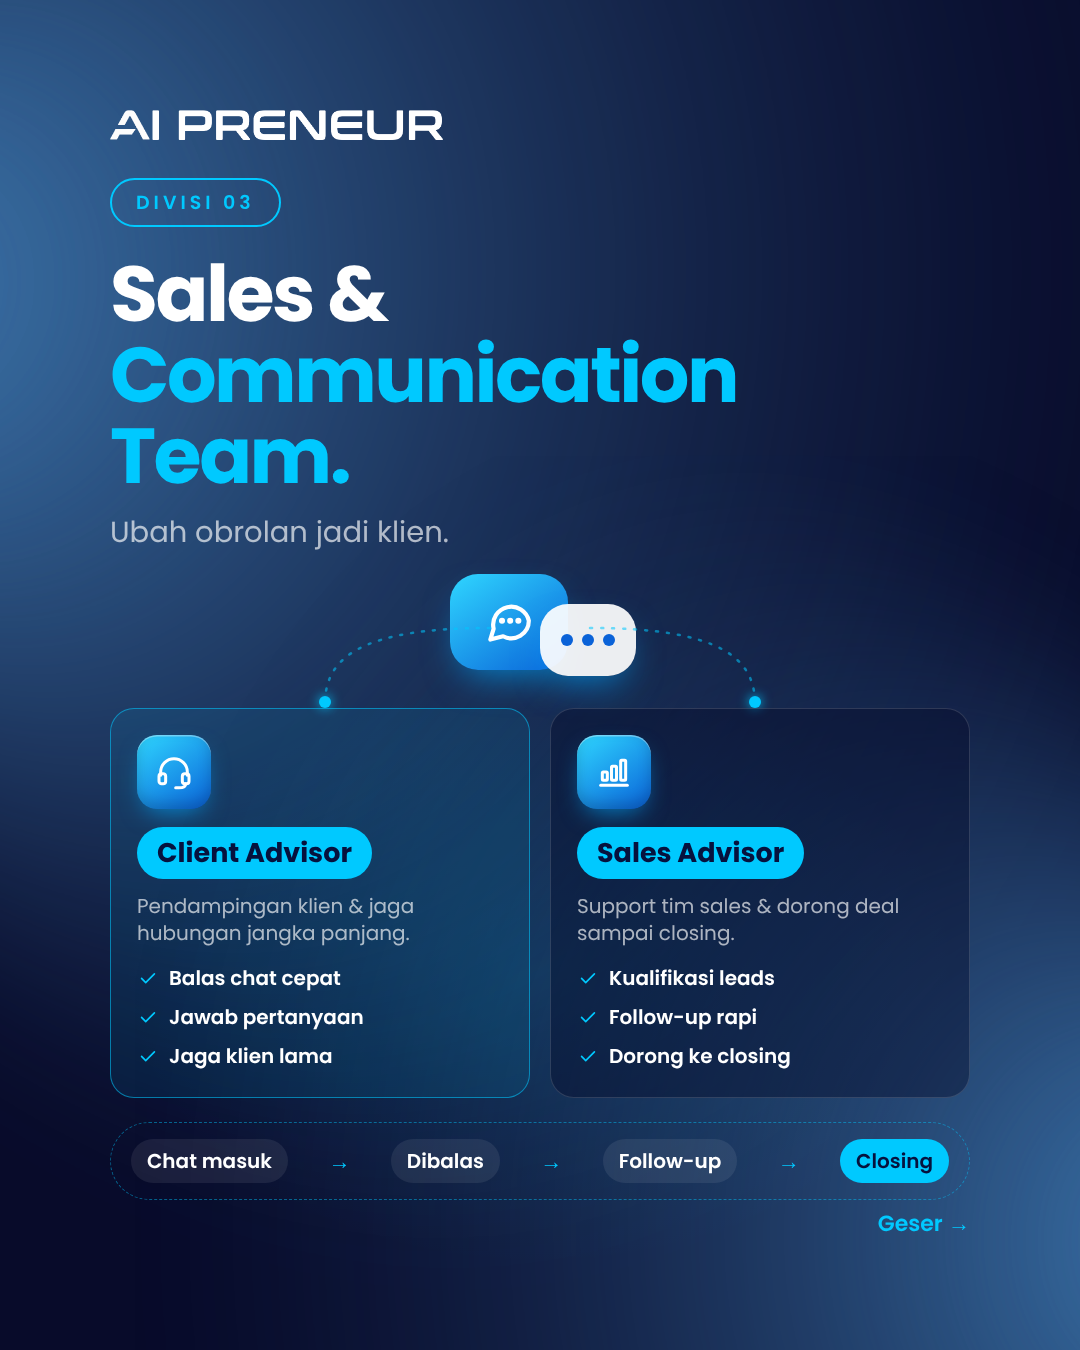 AI PRENEUR
DIVISI 03
Sales &
Communication
Team.
Ubah obrolan jadi klien.
Client Advisor
Pendampingan klien & jaga
hubungan jangka panjang.
Balas chat cepat
Jawab pertanyaan
Jaga klien lama
Sales Advisor
Support tim sales & dorong deal
sampai closing.
Kualifikasi leads
Follow-up rapi
Dorong ke closing
Chat masuk → Dibalas → Follow-up → Closing
Geser →